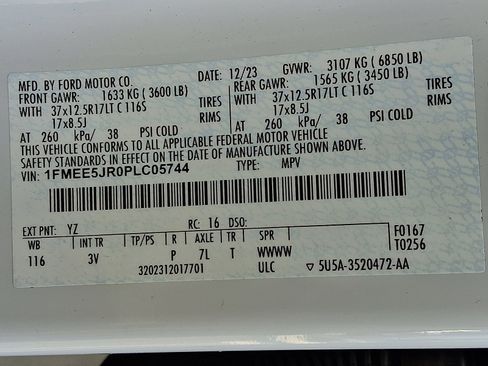 MFD. BY FORD MOTOR CO. DATE: 12/23 GVWR: 3107 KG ( 6850 LB)
FRONT GAWR: 1633 KG ( 3600 LB) REAR GAWR: 1565 KG ( 3450 LB)
WITH 37x12.5R17LT C 116S TIRES WITH 37x12.5R17LT C 116S TIRES
17x8.5J RIMS 17x8.5J RIMS
AT 260 kPa/ 38 PSI COLD AT 260 kPa/ 38 PSI COLD
THIS VEHICLE CONFORMS TO ALL APPLICABLE FEDERAL MOTOR VEHICLE
SAFETY STANDARDS IN EFFECT ON THE DATE OF MANUFACTURE SHOWN ABOVE.
VIN: 1FMEE5JR0PLC05744 TYPE: MPV
EXT PNT: YZ RC: 16 DSO: F0167
WB INT TR TP/PS R AXLE TR SPR T0256
116 3V P 7L T WWWW
3202312017701 ULC ▽ 5U5A-3520472-AA